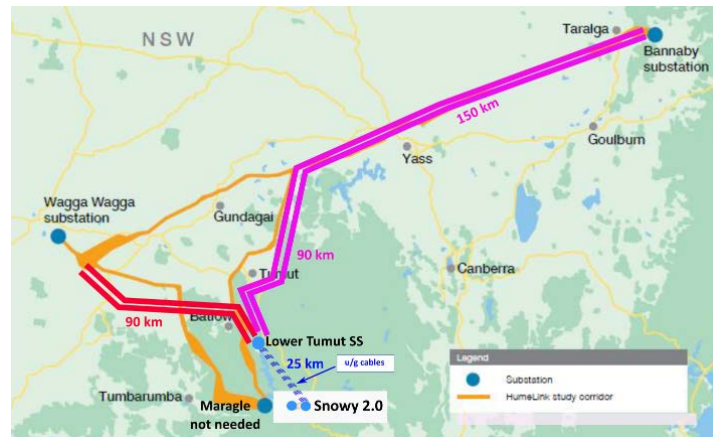 NSW
Taralga
Bannaby
substation
150 km
Goulburn
Yass
Wagga Wagga
substation
Gundagai
90 km
Tumut
Canberra
90 km
Batlow
Lower Tumut SS
25 km
u/g cables
Tumbarumba
Maragle
not needed
Snowy 2.0
Legend
Substation
HumeLink study corridor